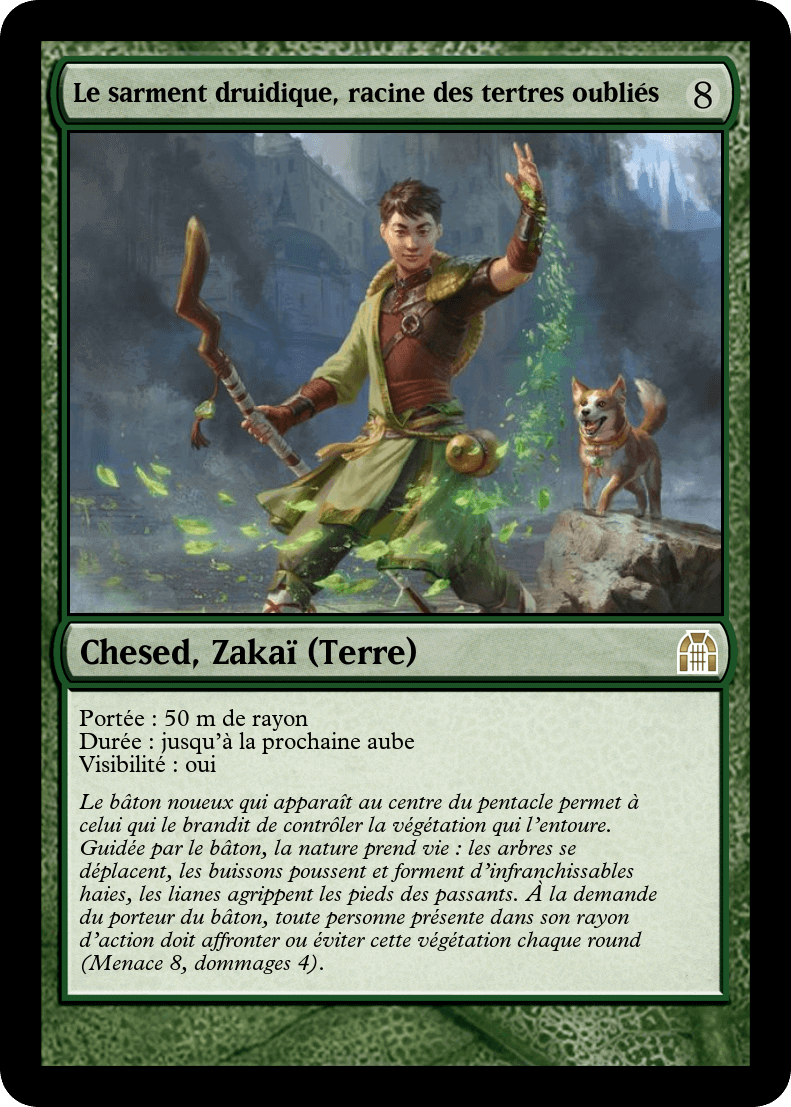 Le sarment druidique, racine des tertres oubliés 8
Chesed, Zakaï (Terre)
Portée : 50 m de rayon
Durée : jusqu'à la prochaine aube
Visibilité : oui
Le bâton noueux qui apparaît au centre du pentacle permet à
celui qui le brandit de contrôler la végétation qui l'entoure.
Guidée par le bâton, la nature prend vie : les arbres se
déplacent, les buissons poussent et forment d'infranchissables
haies, les lianes agrippent les pieds des passants. À la demande
du porteur du bâton, toute personne présente dans son rayon
d'action doit affronter ou éviter cette végétation chaque round
(Menace 8, dommages 4).